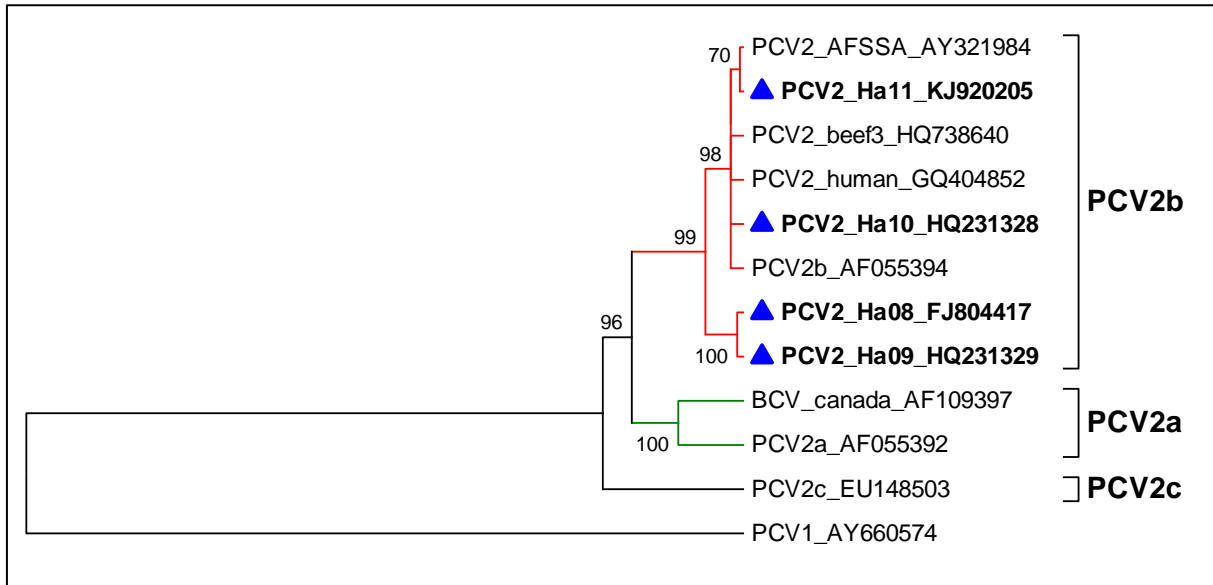 PCV2_AFSSA_AY321984
70
PCV2_Ha11_KJ920205
PCV2_beef3_HQ738640
98
PCV2_human_GQ404852
PCV2b
PCV2_Ha10_HQ231328
99
PCV2b_AF055394
PCV2_Ha08_FJ804417
96
PCV2_Ha09_HQ231329
100
BCV_canada_AF109397
PCV2a
100
PCV2a_AF055392
PCV2c_EU148503
PCV2c
PCV1_AY660574